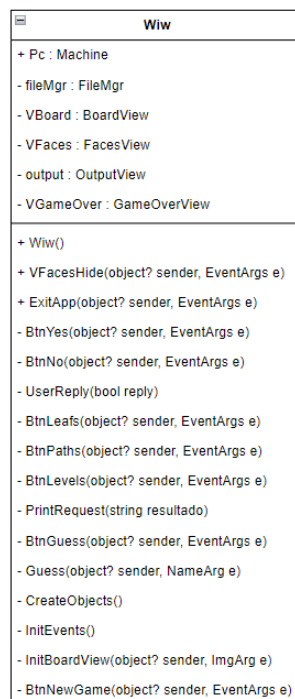 Wiw
+ Pc : Machine
- fileMgr : FileMgr
- VBoard : BoardView
- VFaces : FacesView
- output : OutputView
- VGameOver : GameOverView
+ Wiw()
+ VFacesHide(object? sender, EventArgs e)
+ ExitApp(object? sender, EventArgs e)
- BtnYes(object? sender, EventArgs e)
- BtnNo(object? sender, EventArgs e)
- UserReply(bool reply)
- BtnLeafs(object? sender, EventArgs e)
- BtnPaths(object? sender, EventArgs e)
- BtnLevels(object? sender, EventArgs e)
- PrintRequest(string resultado)
- BtnGuess(object? sender, EventArgs e)
- Guess(object? sender, NameArg e)
- CreateObjects()
- InitEvents()
- InitBoardView(object? sender, ImgArg e)
- BtnNewGame(object? sender, EventArgs e)